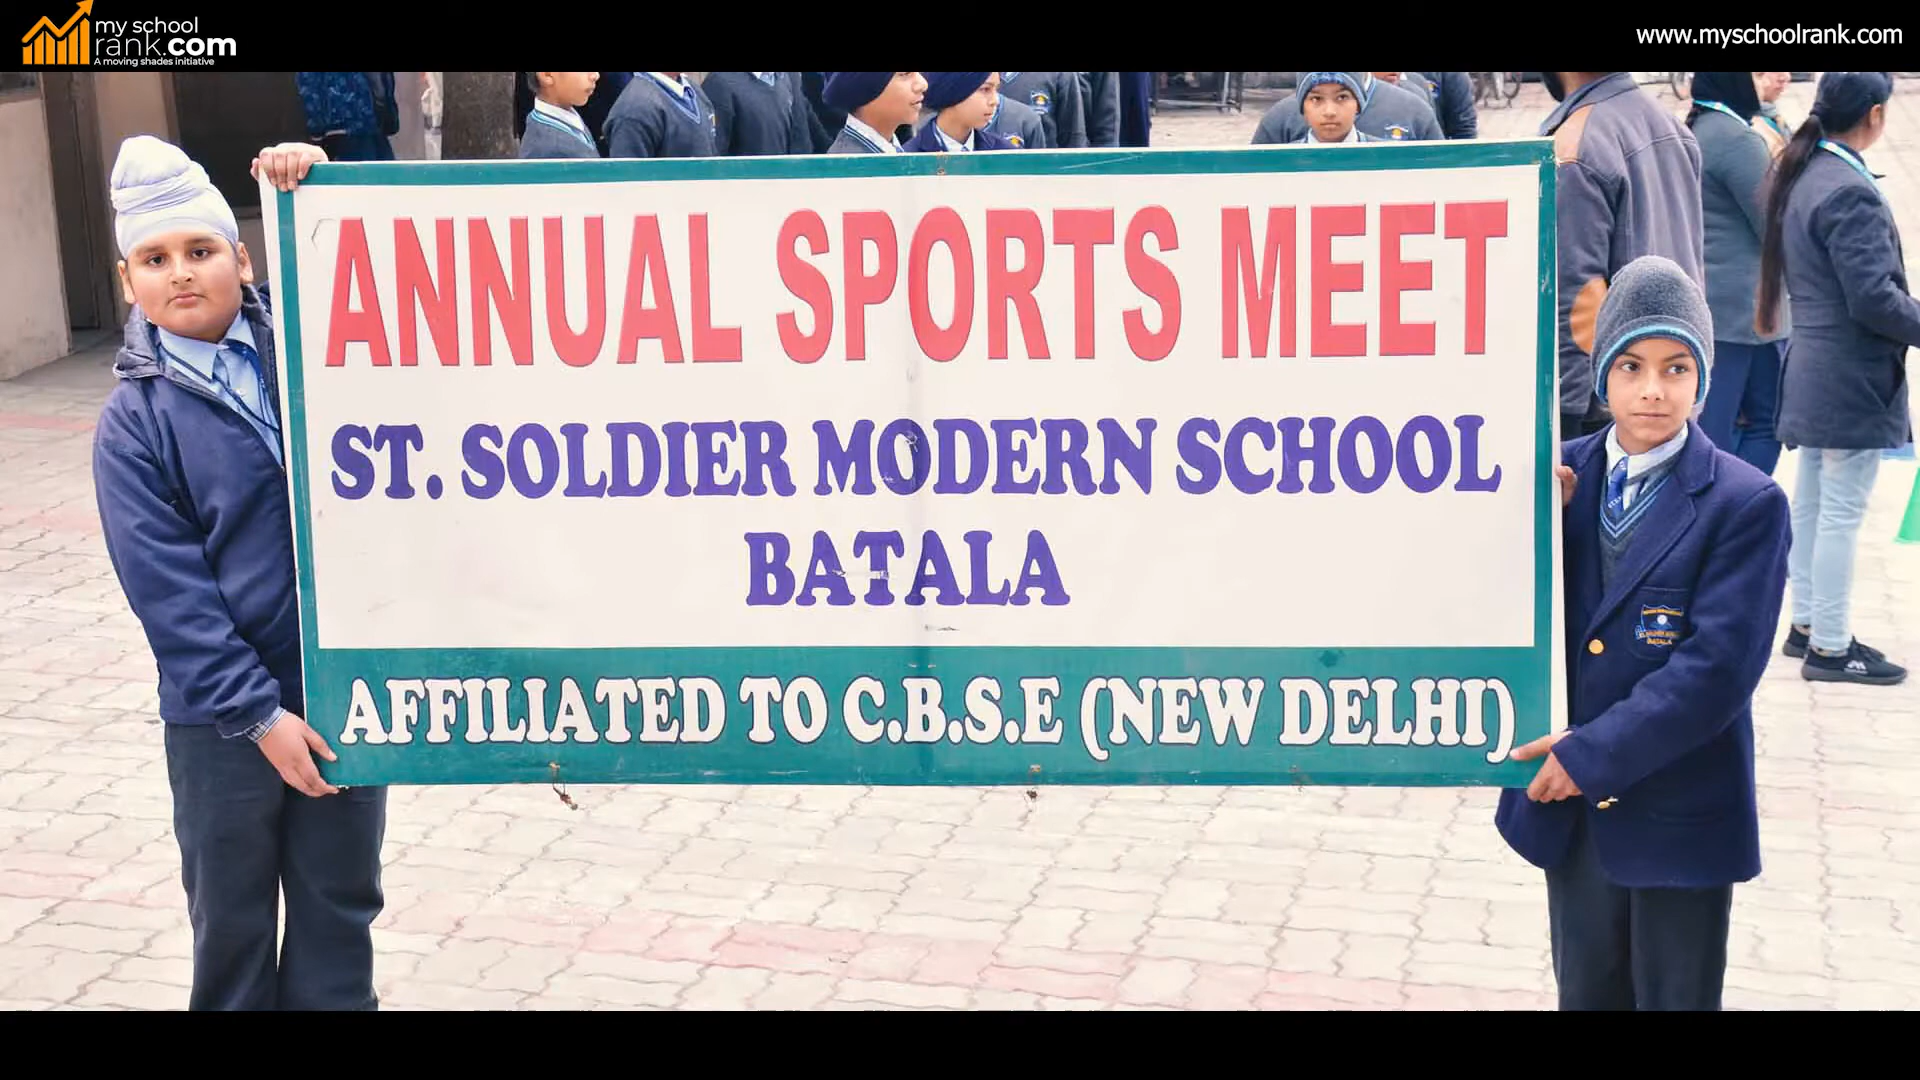 my school
rank.com
A moving shades initiative
www.myschoolrank.com
ANNUAL SPORTS MEET
ST. SOLDIER MODERN SCHOOL
BATALA
AFFILIATED TO C.B.S.E (NEW DELHI)
BATALA